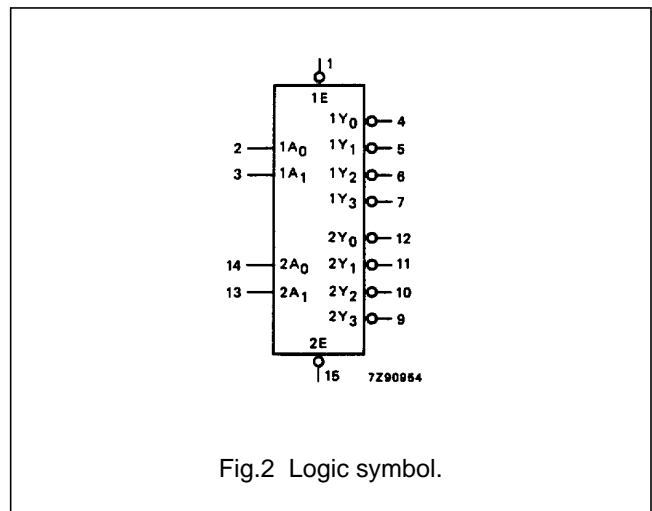 1
1E
1Y0 4
2 1A0 1Y1 5
3 1A1 1Y2 6
1Y3 7
2Y0 12
14 2A0 2Y1 11
13 2A1 2Y2 10
2Y3 9
2E
15 7Z90954
Fig.2 Logic symbol.